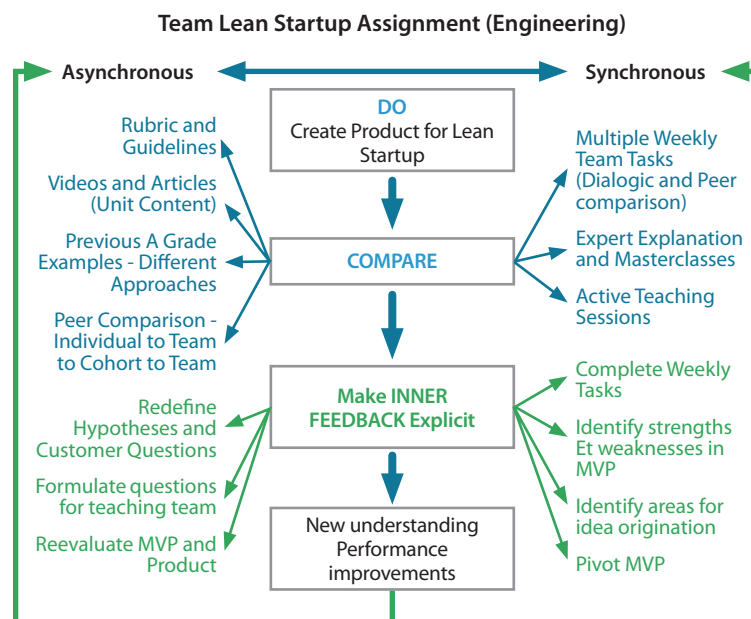 Team Lean Startup Assignment (Engineering)
Asynchronous
Synchronous
DO
Create Product for Lean
Startup
Rubric and
Guidelines
Videos and Articles
(Unit Content)
Previous A Grade
Examples - Different
Approaches
Peer Comparison -
Individual to Team
to Cohort to Team
COMPARE
Multiple Weekly
Team Tasks
(Dialogic and Peer
comparison)
Expert Explanation
and Masterclasses
Active Teaching
Sessions
Make INNER
FEEDBACK Explicit
Redefine
Hypotheses and
Customer Questions
Formulate questions
for teaching team
Reevaluate MVP and
Product
Complete Weekly
Tasks
Identify strengths
Et weaknesses in
MVP
Identify areas for
idea origination
Pivot MVP
New understanding
Performance
improvements